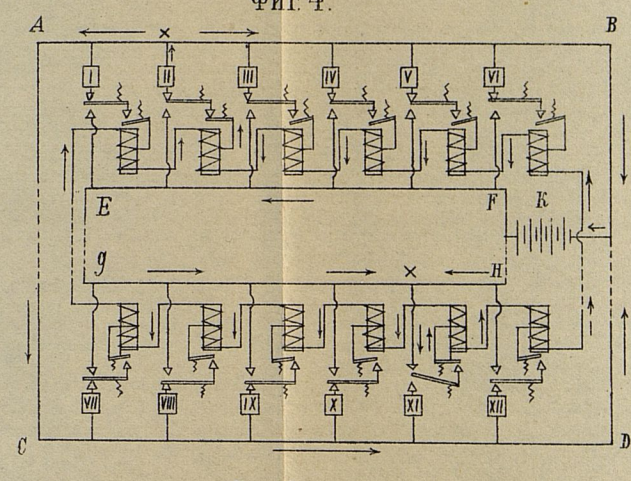 ФИГ. 4.
A B
I II III IV V VI
E F K
g H
VII VIII IX X XI XII
C D